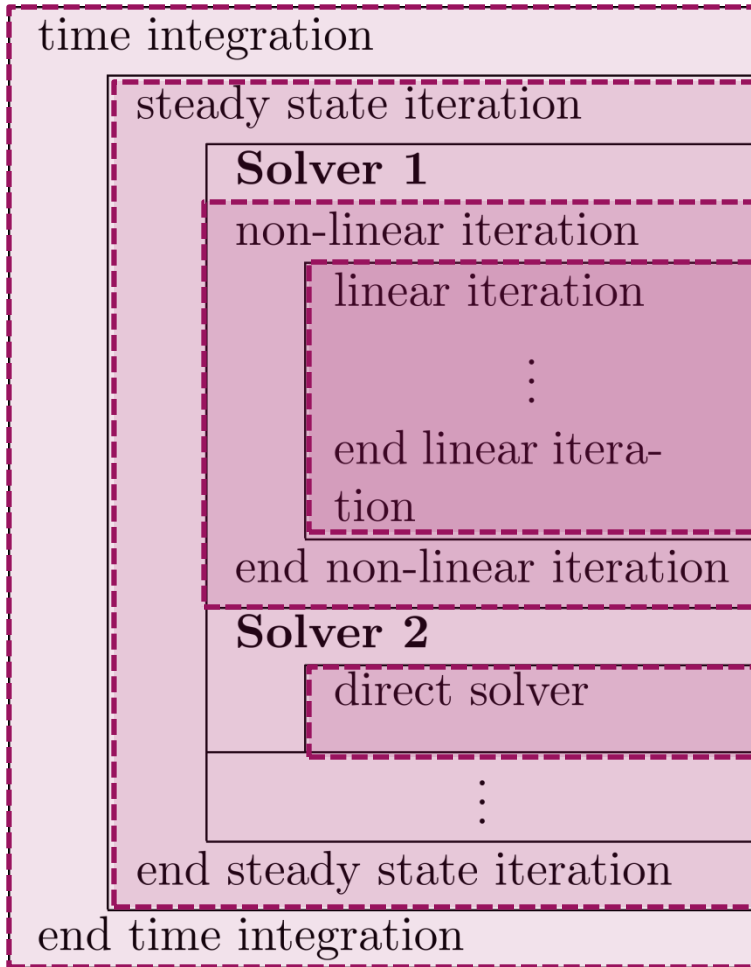 time integration
steady state iteration
Solver 1
non-linear iteration
linear iteration
⋮
end linear itera-
tion
end non-linear iteration
Solver 2
direct solver
⋮
end steady state iteration
end time integration